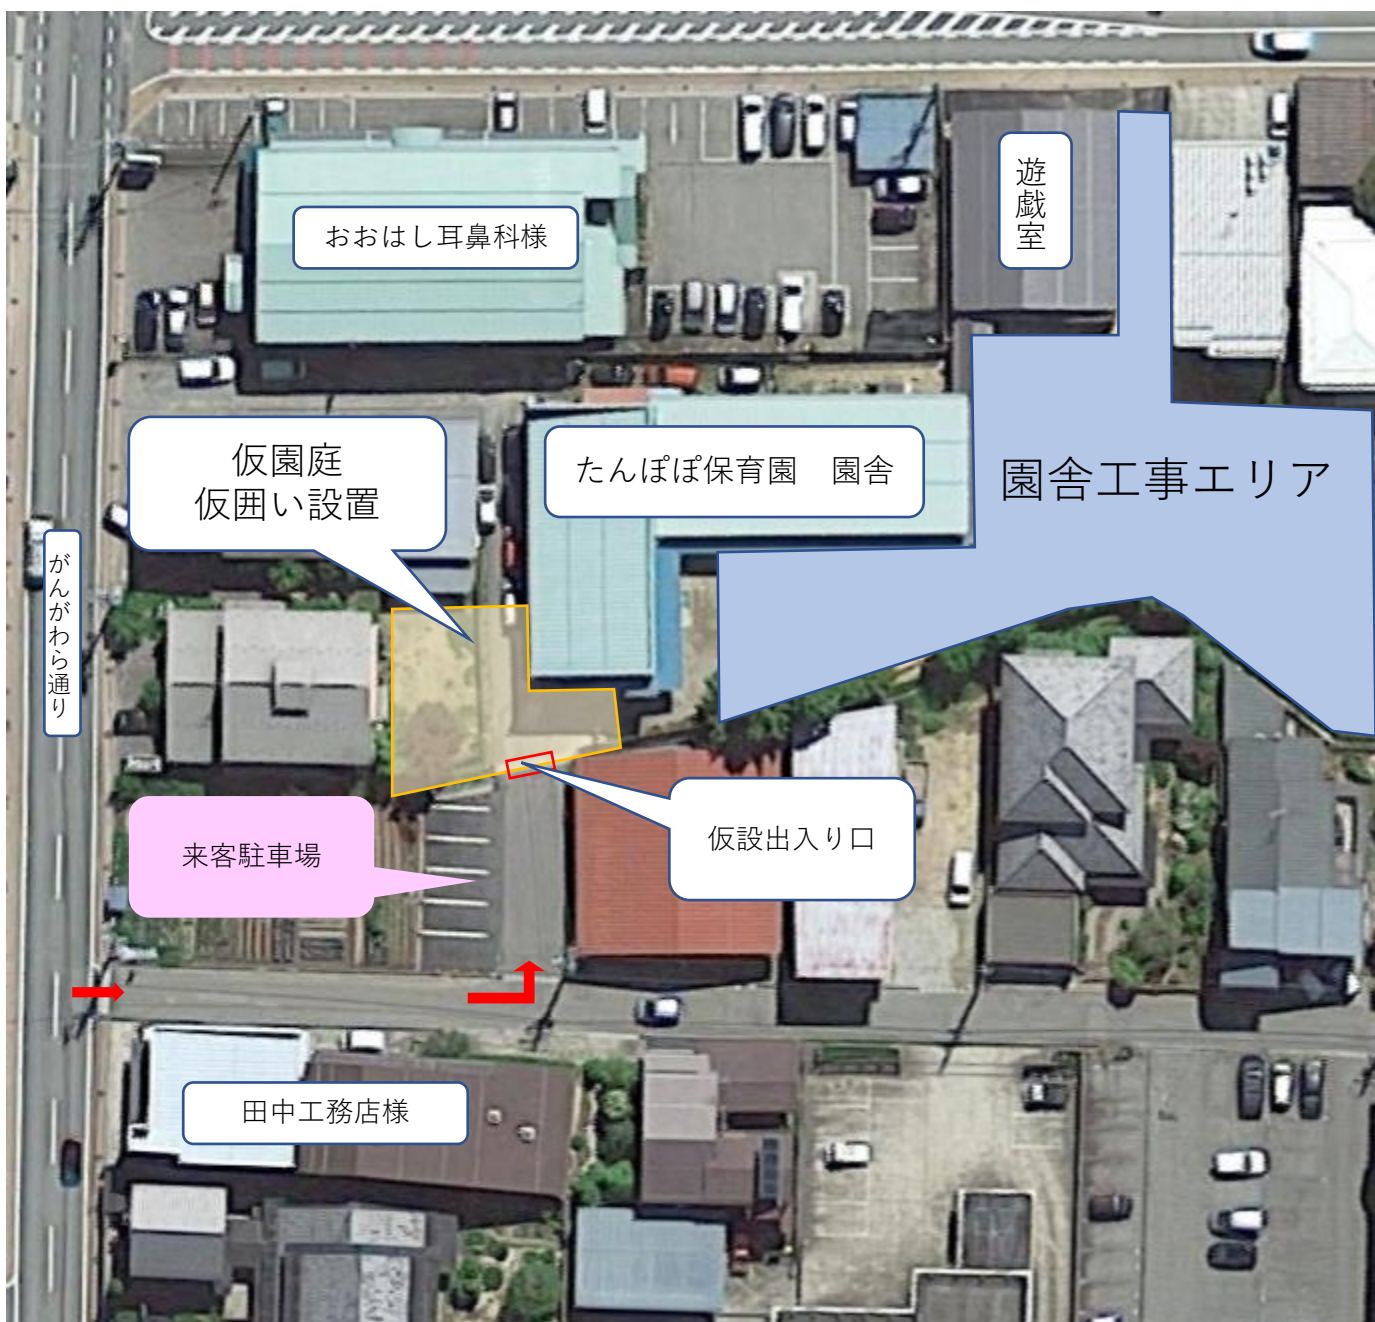 遊戯室
おおはし耳鼻科様
仮園庭
仮囲い設置
たんぽぽ保育園　園舎
園舎工事エリア
がんがわら通り
仮設出入り口
来客駐車場
田中工務店様